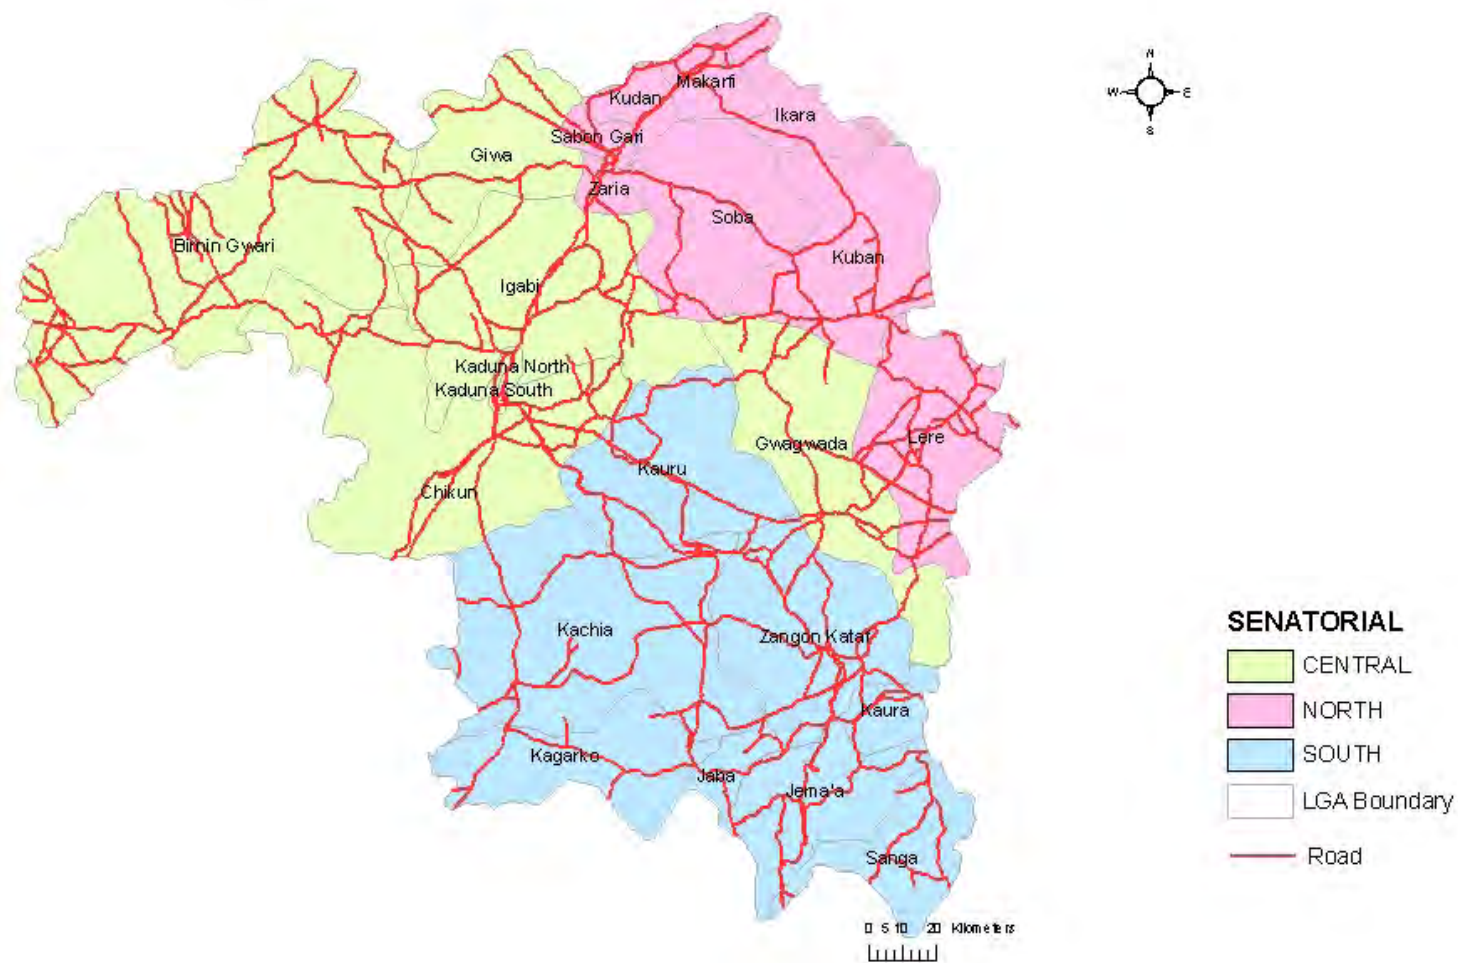 N
W
E
S
Makarfi
Kudan
Ikara
Sabon Gari
Giwa
Zaria
Soba
Birnin Gwari
Kuban
Igabi
Kaduna North
Kaduna South
Gwagwada
Lere
Kauru
Chikun
Kachia
Zangon Kataf
Kaura
Kagarko
Jaba
Jema'a
Sanga
SENATORIAL
CENTRAL
NORTH
SOUTH
LGA Boundary
Road
0 5 10 20 Kilometers